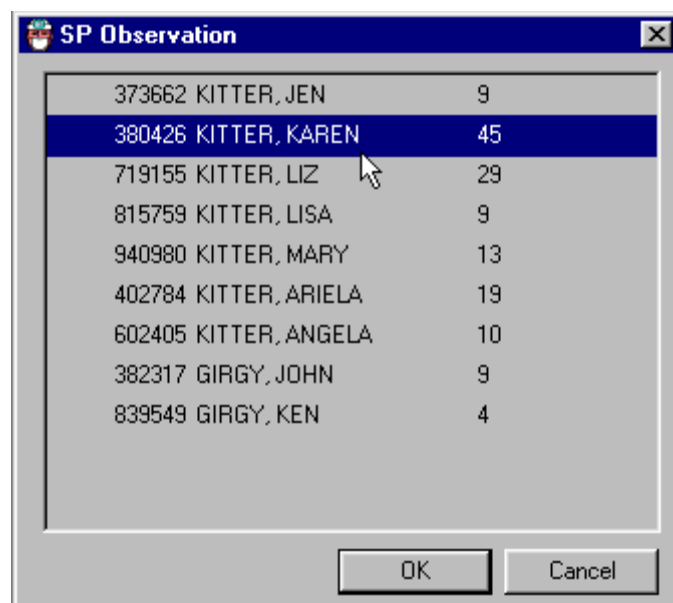 SP Observation
373662 KITTER, JEN 9
380426 KITTER, KAREN 45
719155 KITTER, LIZ 29
815759 KITTER, LISA 9
940980 KITTER, MARY 13
402784 KITTER, ARIELA 19
602405 KITTER, ANGELA 10
382317 GIRGY, JOHN 9
839549 GIRGY, KEN 4
OK Cancel